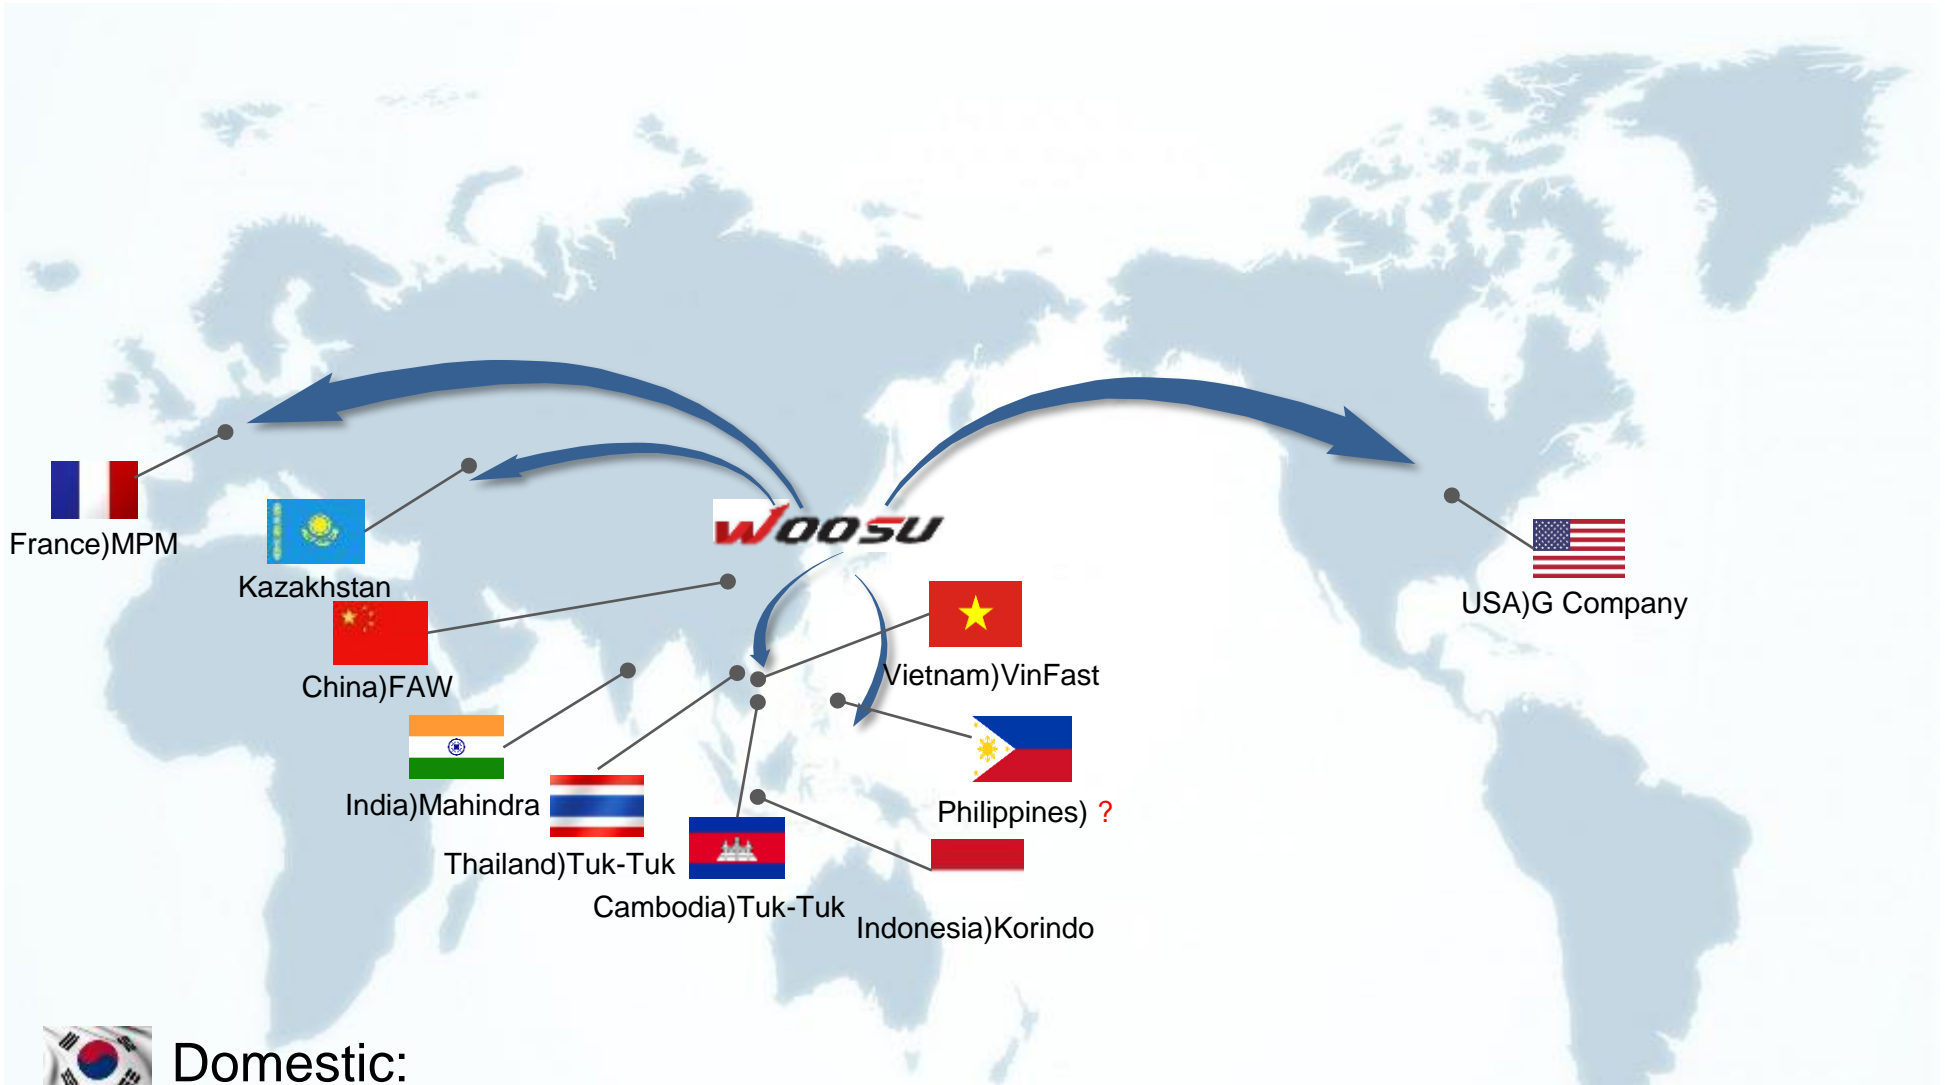 WOOSU
France)MPM
Kazakhstan
China)FAW
India)Mahindra
Thailand)Tuk-Tuk
Cambodia)Tuk-Tuk
Indonesia)Korindo
Vietnam)VinFast
Philippines) ?
USA)G Company
Domestic: